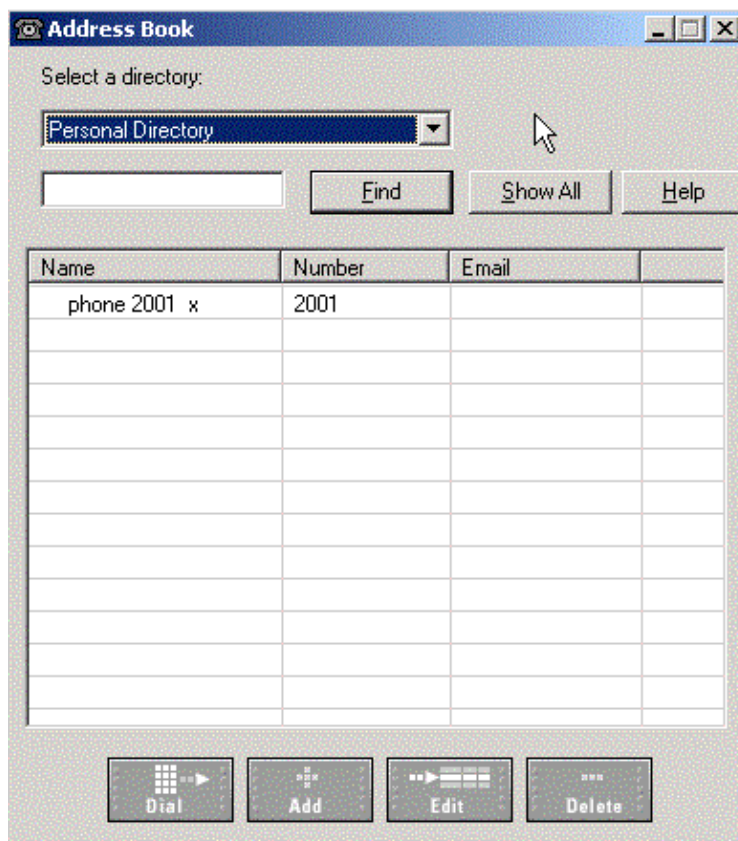 Address Book
Select a directory:
Personal Directory
Find Show All Help
Name Number Email
phone 2001 x 2001
Dial Add Edit Delete